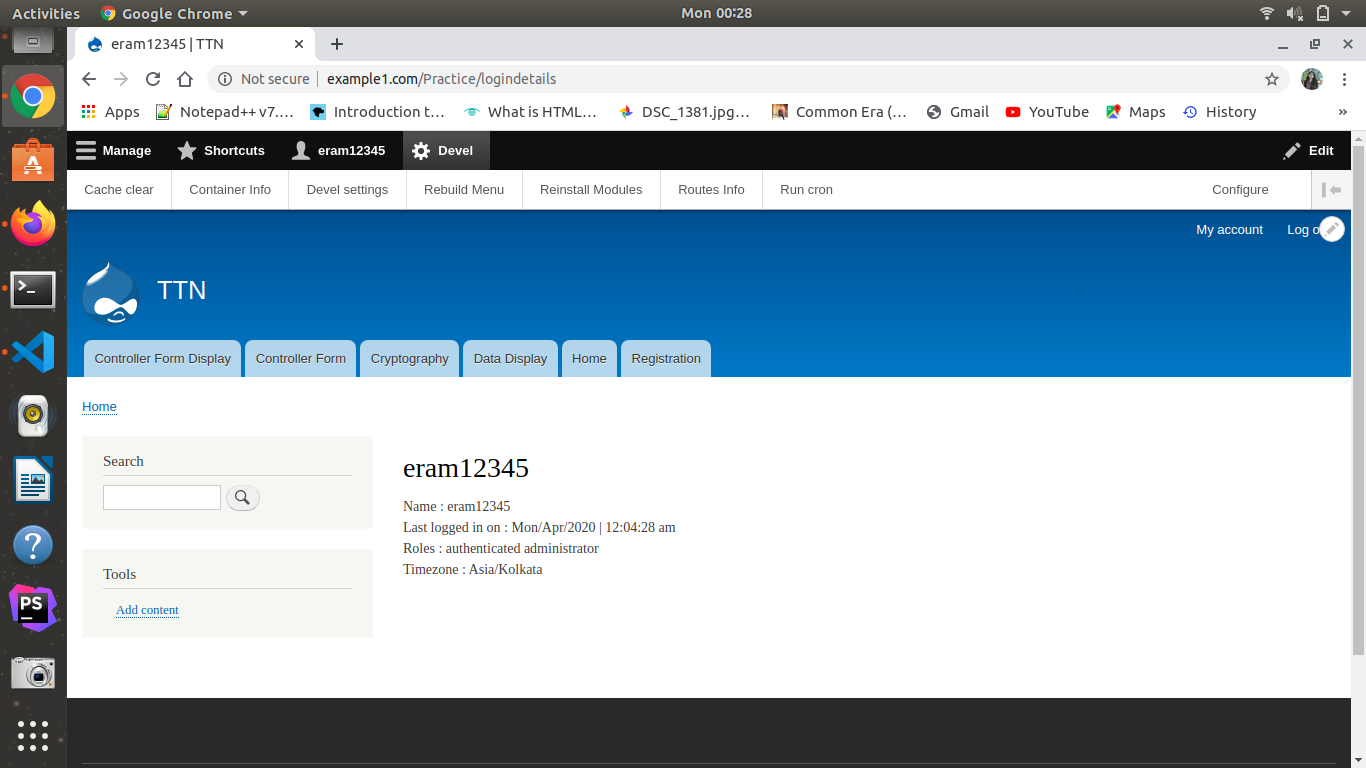 Activities Google Chrome Mon 00:28
eram12345 | TTN
Not secure example1.com/Practice/logindetails
Apps Notepad++ v7.… Introduction t… What is HTML… DSC_1381.jpg… Common Era (… Gmail YouTube Maps History »
Manage Shortcuts eram12345 Devel Edit
Cache clear Container Info Devel settings Rebuild Menu Reinstall Modules Routes Info Run cron Configure
My account Log o
TTN
Controller Form Display Controller Form Cryptography Data Display Home Registration
Home
Search
eram12345
Name : eram12345
Last logged in on : Mon/Apr/2020 | 12:04:28 am
Roles : authenticated administrator
Timezone : Asia/Kolkata
Tools
Add content
PS